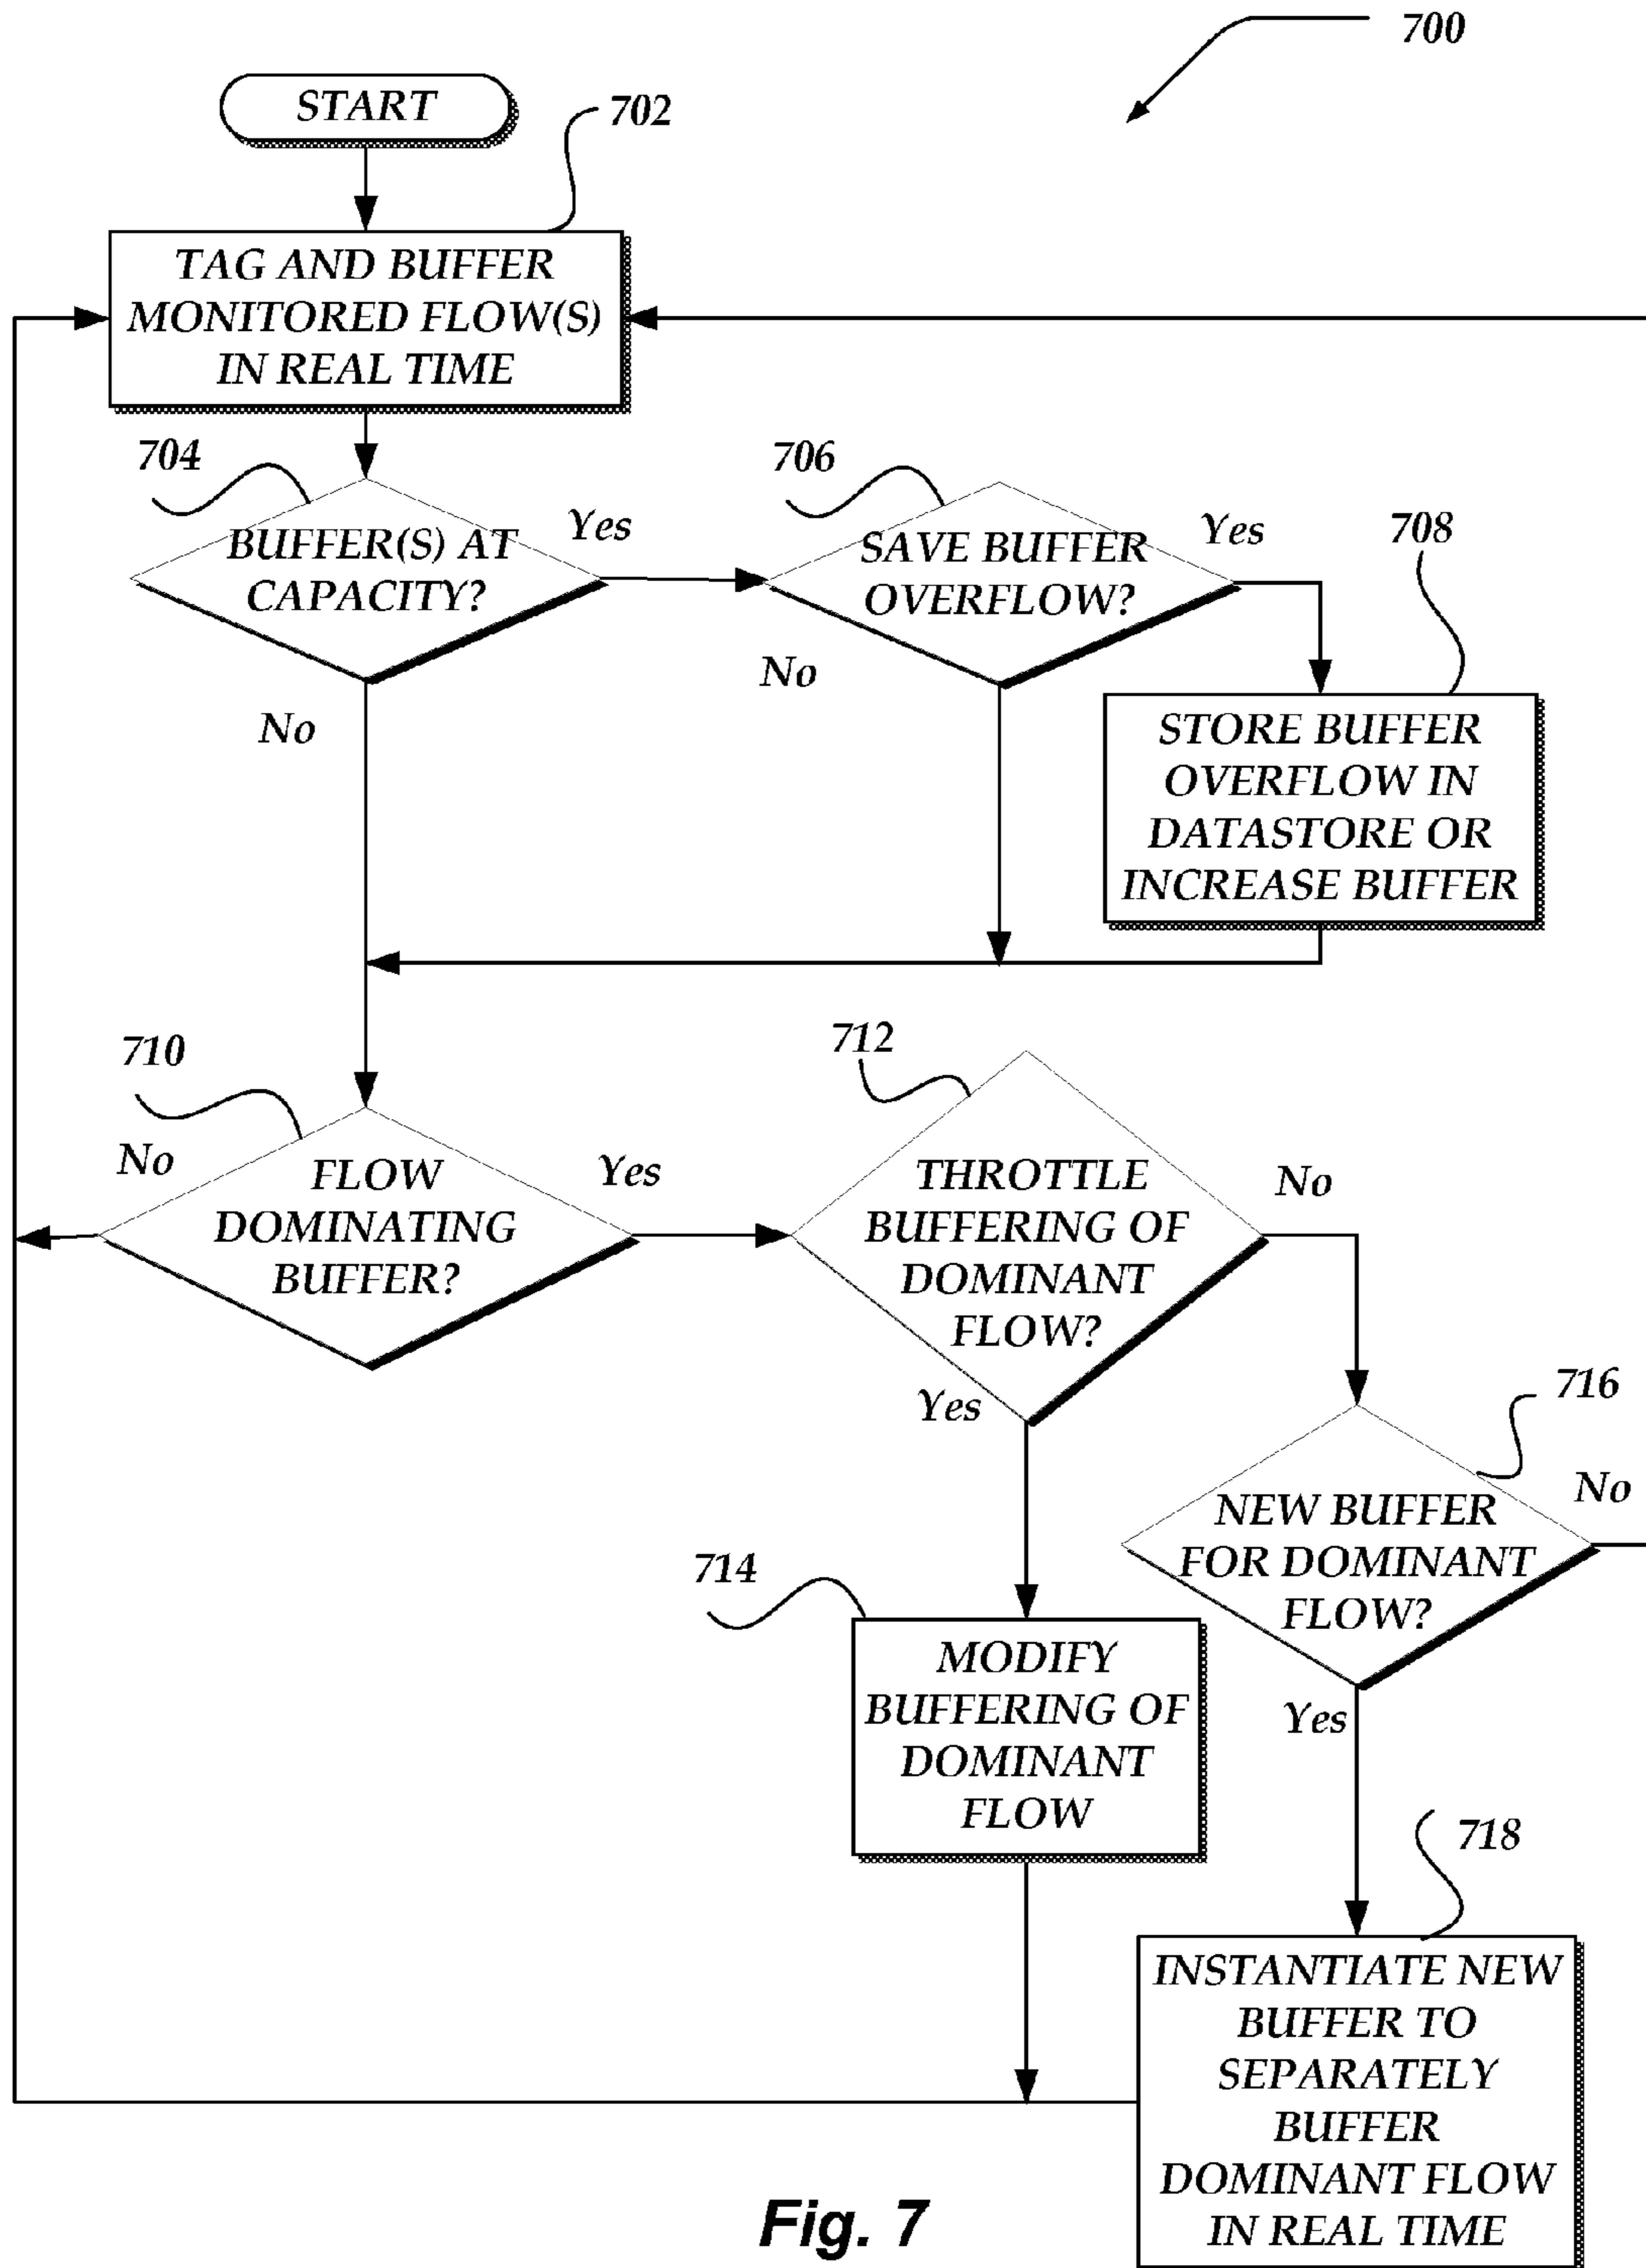 700
START
702
TAG AND BUFFER
MONITORED FLOW(S)
IN REAL TIME
704
BUFFER(S) AT
CAPACITY?
Yes
No
706
SAVE BUFFER
OVERFLOW?
Yes
No
708
STORE BUFFER
OVERFLOW IN
DATASTORE OR
INCREASE BUFFER
710
No
FLOW
DOMINATING
BUFFER?
Yes
712
THROTTLE
BUFFERING OF
DOMINANT
FLOW?
No
Yes
716
NEW BUFFER
FOR DOMINANT
FLOW?
No
Yes
714
MODIFY
BUFFERING OF
DOMINANT
FLOW
718
INSTANTIATE NEW
BUFFER TO
SEPARATELY
BUFFER
DOMINANT FLOW
IN REAL TIME
Fig. 7